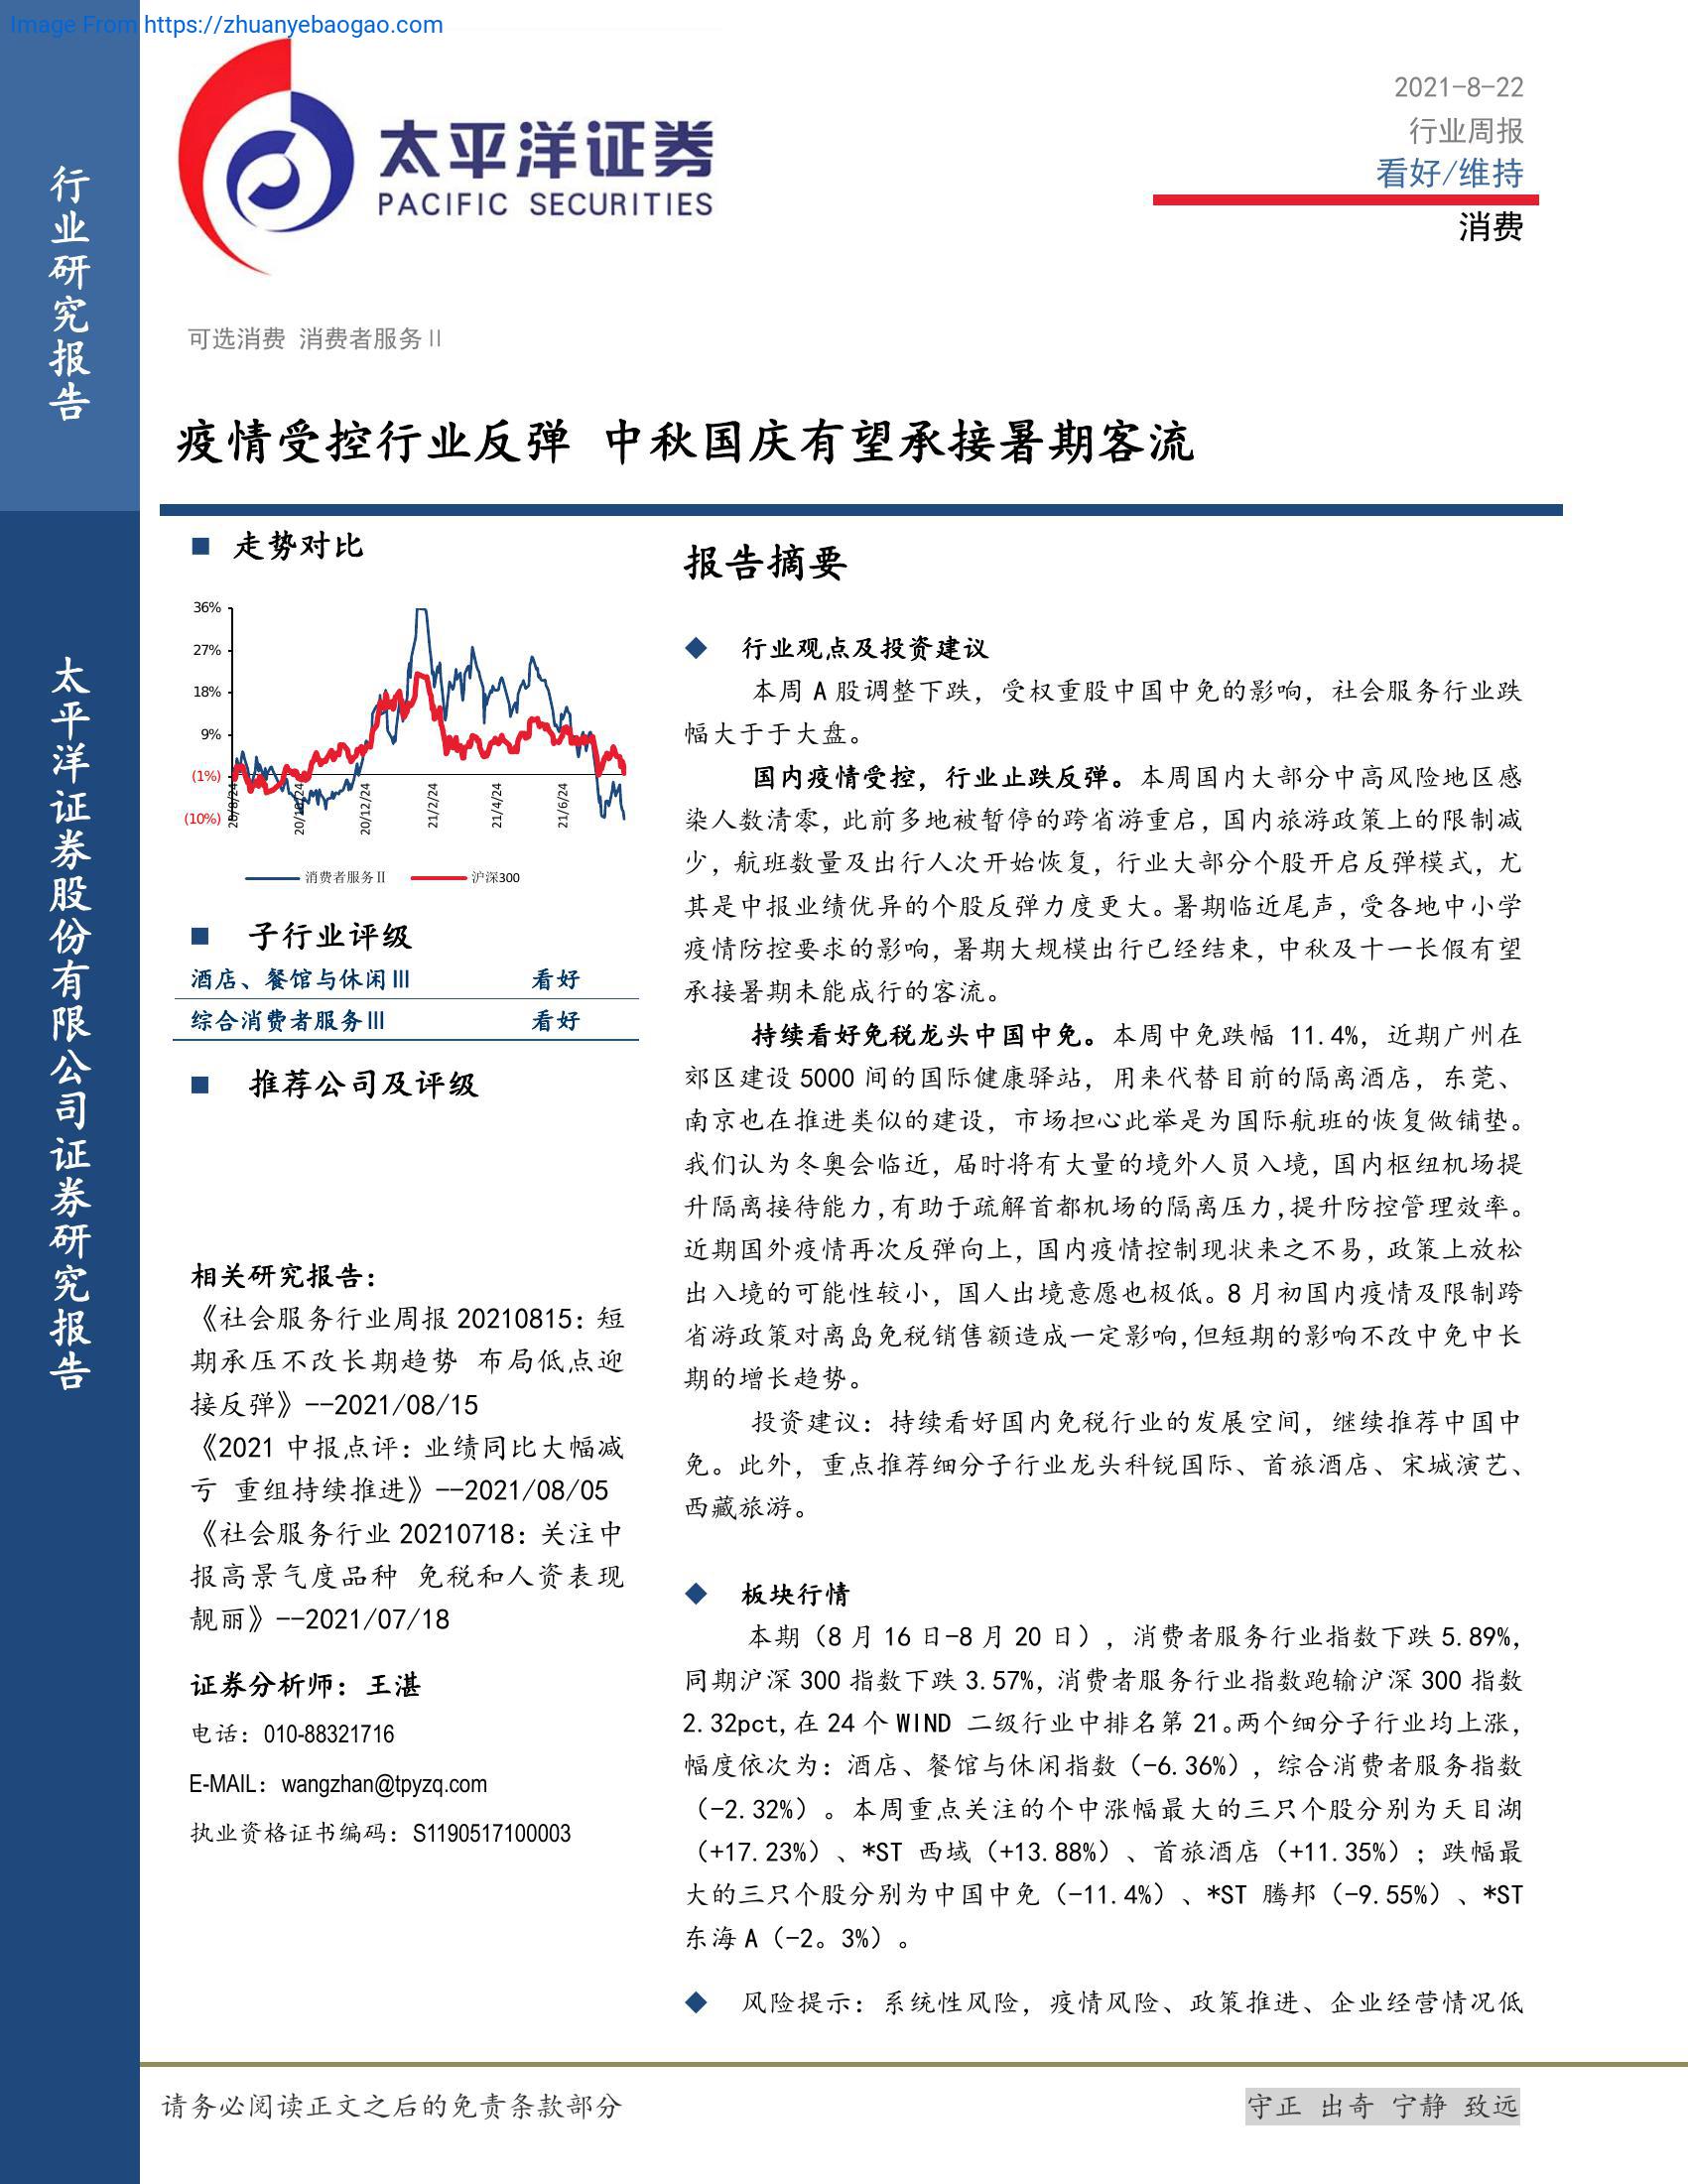 Image From https://zhuanyebaogao.com
行业研究报告
太平洋证券股份有限公司证券研究报告
太平洋证券
PACIFIC SECURITIES
2021-8-22
行业周报
看好/维持
消费
可选消费 消费者服务Ⅱ
疫情受控行业反弹 中秋国庆有望承接暑期客流
■ 走势对比
36%
27%
18%
9%
(1%)
(10%)
20/8/24
20/10/24
20/12/24
21/2/24
21/4/24
21/6/24
消费者服务Ⅱ 沪深300
■ 子行业评级
酒店、餐馆与休闲Ⅲ 看好
综合消费者服务Ⅲ 看好
■ 推荐公司及评级
相关研究报告：
《社会服务行业周报 20210815：短
期承压不改长期趋势 布局低点迎
接反弹》--2021/08/15
《2021 中报点评：业绩同比大幅减
亏 重组持续推进》--2021/08/05
《社会服务行业 20210718：关注中
报高景气度品种 免税和人资表现
靓丽》--2021/07/18
证券分析师：王湛
电话：010-88321716
E-MAIL：wangzhan@tpyzq.com
执业资格证书编码：S1190517100003
报告摘要
◆ 行业观点及投资建议
本周 A 股调整下跌，受权重股中国中免的影响，社会服务行业跌
幅大于于大盘。
国内疫情受控，行业止跌反弹。本周国内大部分中高风险地区感
染人数清零，此前多地被暂停的跨省游重启，国内旅游政策上的限制减
少，航班数量及出行人次开始恢复，行业大部分个股开启反弹模式，尤
其是中报业绩优异的个股反弹力度更大。暑期临近尾声，受各地中小学
疫情防控要求的影响，暑期大规模出行已经结束，中秋及十一长假有望
承接暑期未能成行的客流。
持续看好免税龙头中国中免。本周中免跌幅 11.4%，近期广州在
郊区建设 5000 间的国际健康驿站，用来代替目前的隔离酒店，东莞、
南京也在推进类似的建设，市场担心此举是为国际航班的恢复做铺垫。
我们认为冬奥会临近，届时将有大量的境外人员入境，国内枢纽机场提
升隔离接待能力,有助于疏解首都机场的隔离压力,提升防控管理效率。
近期国外疫情再次反弹向上，国内疫情控制现状来之不易，政策上放松
出入境的可能性较小，国人出境意愿也极低。8 月初国内疫情及限制跨
省游政策对离岛免税销售额造成一定影响,但短期的影响不改中免中长
期的增长趋势。
投资建议：持续看好国内免税行业的发展空间，继续推荐中国中
免。此外，重点推荐细分子行业龙头科锐国际、首旅酒店、宋城演艺、
西藏旅游。
◆ 板块行情
本期（8 月 16 日-8 月 20 日），消费者服务行业指数下跌 5.89%，
同期沪深 300 指数下跌 3.57%，消费者服务行业指数跑输沪深 300 指数
2.32pct,在 24 个 WIND 二级行业中排名第 21。两个细分子行业均上涨，
幅度依次为：酒店、餐馆与休闲指数（-6.36%），综合消费者服务指数
（-2.32%）。本周重点关注的个中涨幅最大的三只个股分别为天目湖
（+17.23%）、*ST 西域（+13.88%）、首旅酒店（+11.35%）；跌幅最
大的三只个股分别为中国中免（-11.4%）、*ST 腾邦（-9.55%）、*ST
东海 A（-2。3%）。
◆ 风险提示：系统性风险，疫情风险、政策推进、企业经营情况低
请务必阅读正文之后的免责条款部分
守正 出奇 宁静 致远